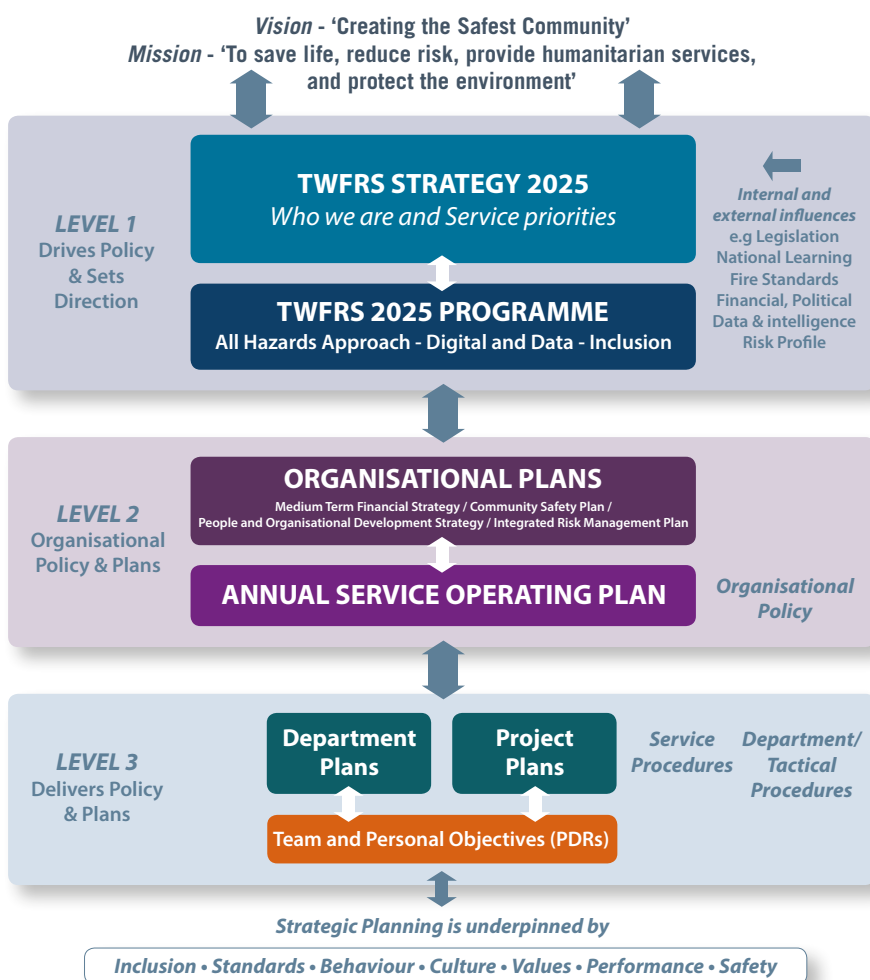 Vision - ‘Creating the Safest Community’
Mission - ‘To save life, reduce risk, provide humanitarian services,
and protect the environment’
LEVEL 1
Drives Policy
& Sets
Direction
TWFRS STRATEGY 2025
Who we are and Service priorities
TWFRS 2025 PROGRAMME
All Hazards Approach - Digital and Data - Inclusion
Internal and
external influences
e.g Legislation
National Learning
Fire Standards
Financial, Political
Data & intelligence
Risk Profile
LEVEL 2
Organisational
Policy & Plans
ORGANISATIONAL PLANS
Medium Term Financial Strategy / Community Safety Plan /
People and Organisational Development Strategy / Integrated Risk Management Plan
ANNUAL SERVICE OPERATING PLAN
Organisational
Policy
LEVEL 3
Delivers Policy
& Plans
Department
Plans
Project
Plans
Team and Personal Objectives (PDRs)
Service
Procedures
Department/
Tactical
Procedures
Strategic Planning is underpinned by
Inclusion • Standards • Behaviour • Culture • Values • Performance • Safety